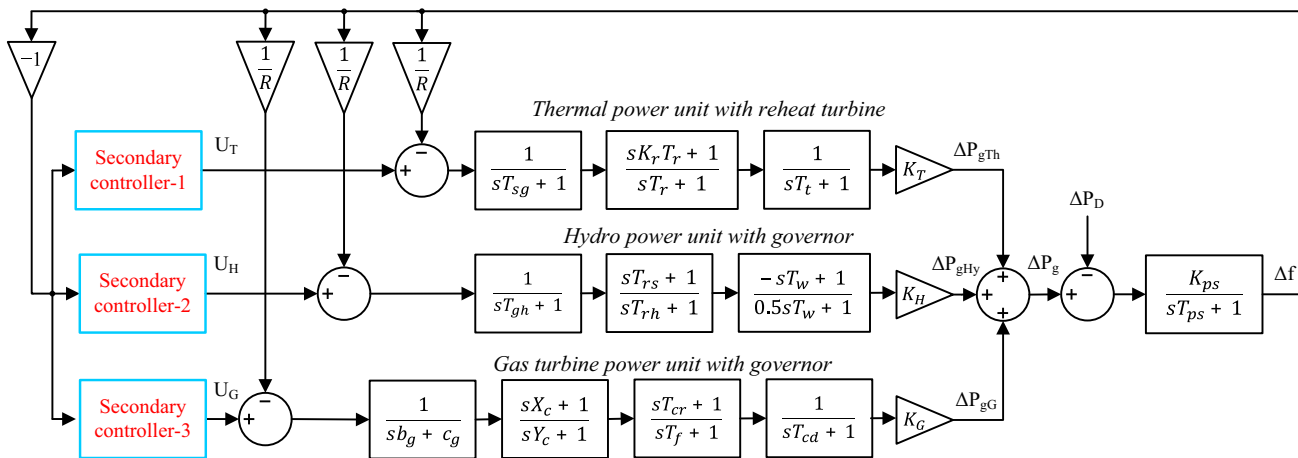 −1
1/R
1/R
1/R
Thermal power unit with reheat turbine
Secondary controller-1
U_T
−
+
1/(sT_sg + 1)
(sK_rT_r + 1)/(sT_r + 1)
1/(sT_t + 1)
K_T
ΔP_gTh
Hydro power unit with governor
Secondary controller-2
U_H
−
+
1/(sT_gh + 1)
(sT_rs + 1)/(sT_rh + 1)
(−sT_w + 1)/(0.5sT_w + 1)
K_H
ΔP_gHy
+
+
+
ΔP_g
ΔP_D
−
+
K_ps/(sT_ps + 1)
Δf
Gas turbine power unit with governor
Secondary controller-3
U_G
−
+
1/(sb_g + c_g)
(sX_c + 1)/(sY_c + 1)
(sT_cr + 1)/(sT_f + 1)
1/(sT_cd + 1)
K_G
ΔP_gG